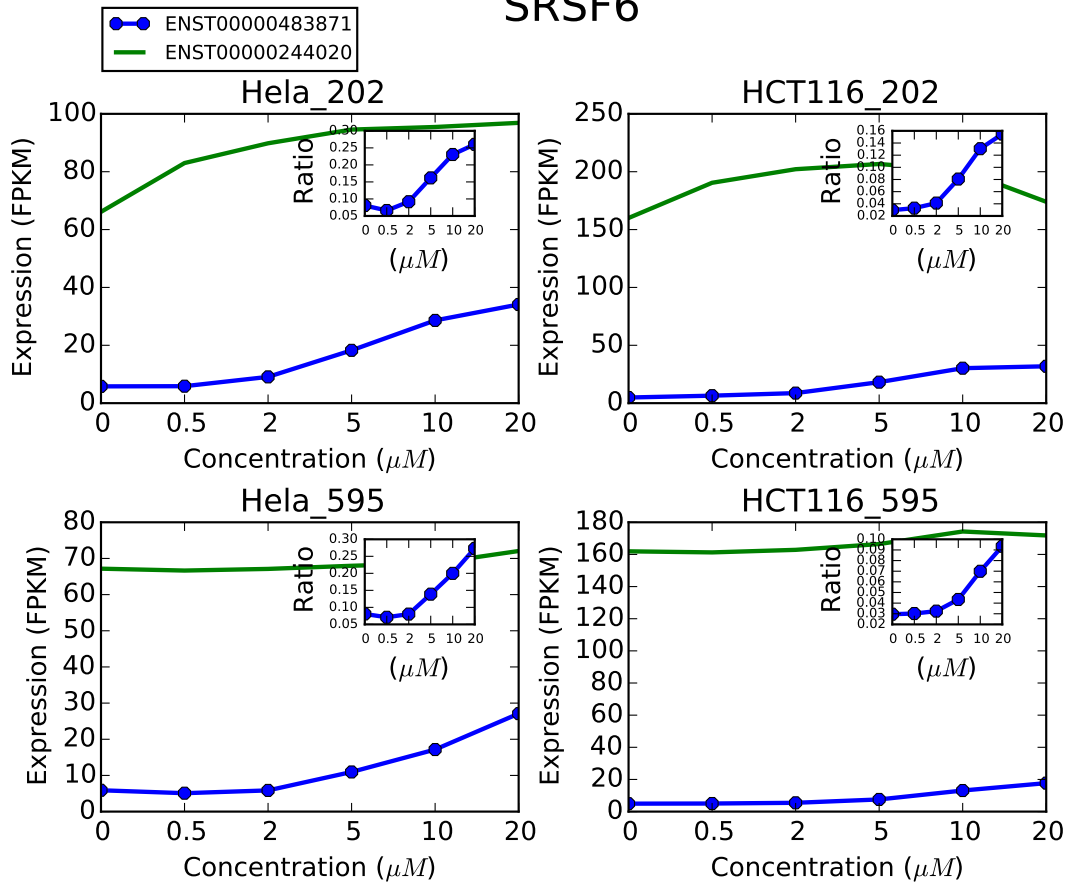 SRSF6
ENST00000483871
ENST00000244020
Hela_202
Expression (FPKM)
100
80
60
40
20
0
0 0.5 2 5 10 20
Concentration (μM)
Ratio
0.30
0.25
0.20
0.15
0.10
0.05
0 0.5 2 5 10 20
(μM)
HCT116_202
Expression (FPKM)
250
200
150
100
50
0
0 0.5 2 5 10 20
Concentration (μM)
Ratio
0.16
0.14
0.12
0.10
0.08
0.06
0.04
0.02
0 0.5 2 5 10 20
(μM)
Hela_595
Expression (FPKM)
80
70
60
50
40
30
20
10
0
0 0.5 2 5 10 20
Concentration (μM)
Ratio
0.30
0.25
0.20
0.15
0.10
0.05
0 0.5 2 5 10 20
(μM)
HCT116_595
Expression (FPKM)
180
160
140
120
100
80
60
40
20
0
0 0.5 2 5 10 20
Concentration (μM)
Ratio
0.10
0.09
0.08
0.07
0.06
0.05
0.04
0.03
0.02
0 0.5 2 5 10 20
(μM)